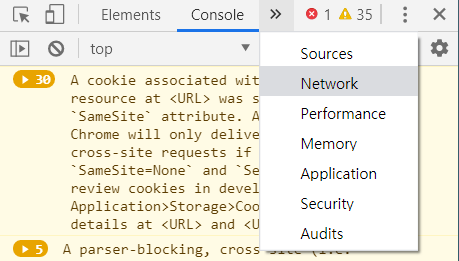 Elements Console » 1 35
top
Sources
Network
Performance
Memory
Application
Security
Audits
30 A cookie associated wit
resource at <URL> was s
`SameSite` attribute. A
Chrome will only delive
cross-site requests if
`SameSite=None` and `Se
review cookies in devel
Application>Storage>Coo
details at <URL> and <U
5 A parser-blocking, cross site (i.e.